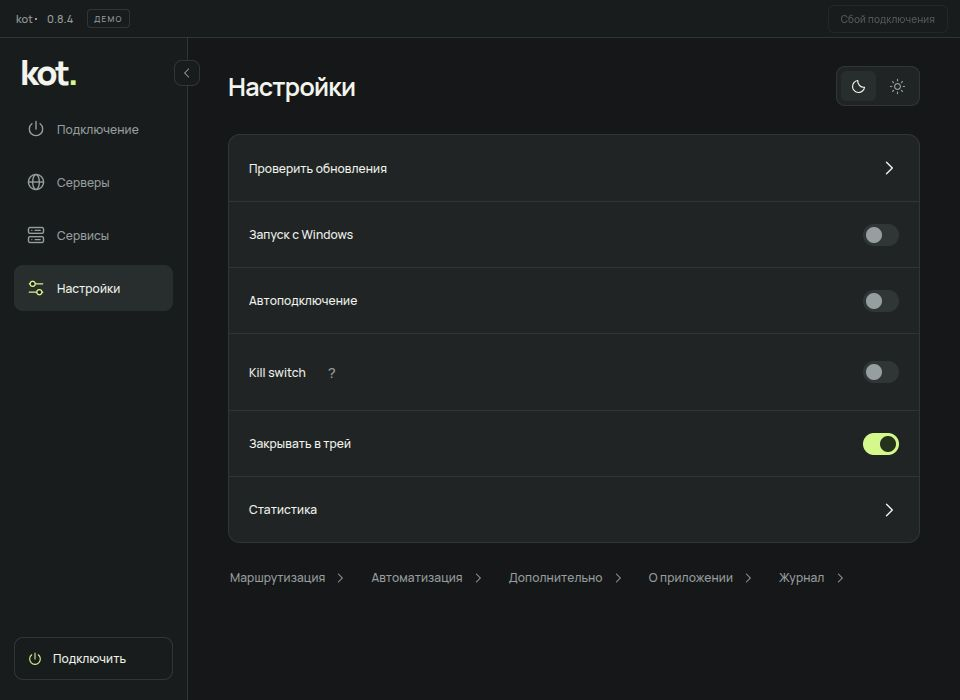 kot· 0.8.4 ДЕМО
Сбой подключения
kot.
Подключение
Серверы
Сервисы
Настройки
Подключить
Настройки
Проверить обновления
Запуск с Windows
Автоподключение
Kill switch ?
Закрывать в трей
Статистика
Маршрутизация Автоматизация Дополнительно О приложении Журнал